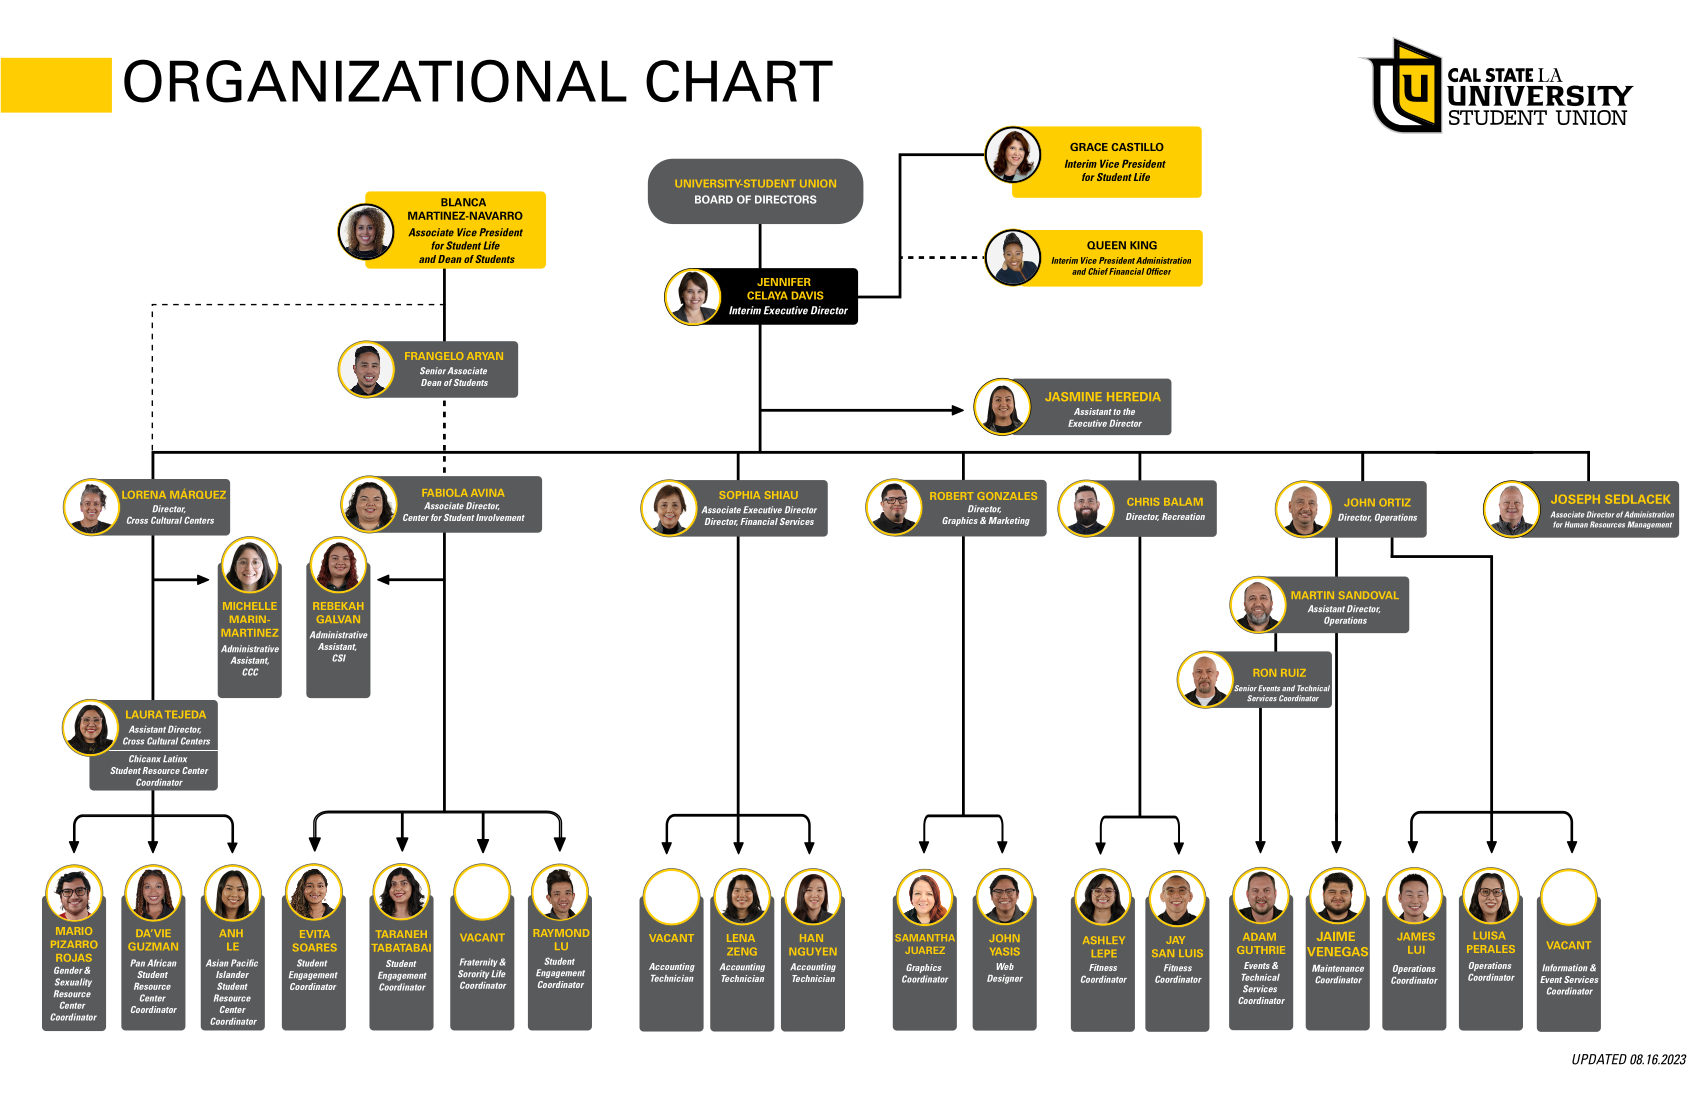 ORGANIZATIONAL CHART
CAL STATE LA
UNIVERSITY
STUDENT UNION
U
GRACE CASTILLO
Interim Vice President
for Student Life
UNIVERSITY-STUDENT UNION
BOARD OF DIRECTORS
BLANCA
MARTINEZ-NAVARRO
Associate Vice President
for Student Life
and Dean of Students
QUEEN KING
Interim Vice President Administration
and Chief Financial Officer
JENNIFER
CELAYA DAVIS
Interim Executive Director
FRANGELO ARYAN
Senior Associate
Dean of Students
JASMINE HEREDIA
Assistant to the
Executive Director
LORENA MÁRQUEZ
Director,
Cross Cultural Centers
FABIOLA AVINA
Associate Director,
Center for Student Involvement
SOPHIA SHIAU
Associate Executive Director
Director, Financial Services
ROBERT GONZALES
Director,
Graphics & Marketing
CHRIS BALAM
Director, Recreation
JOHN ORTIZ
Director, Operations
JOSEPH SEDLACEK
Associate Director of Administration
for Human Resources Management
MICHELLE
MARIN-
MARTINEZ
Administrative
Assistant,
CCC
REBEKAH
GALVAN
Administrative
Assistant,
CSI
MARTIN SANDOVAL
Assistant Director,
Operations
RON RUIZ
Senior Events and Technical
Services Coordinator
LAURA TEJEDA
Assistant Director,
Cross Cultural Centers
Chicanx Latinx
Student Resource Center
Coordinator
MARIO
PIZARRO
ROJAS
Gender &
Sexuality
Resource
Center
Coordinator
DA'VIE
GUZMAN
Pan African
Student
Resource
Center
Coordinator
ANH
LE
Asian Pacific
Islander
Student
Resource
Center
Coordinator
EVITA
SOARES
Student
Engagement
Coordinator
TARANEH
TABATABAI
Student
Engagement
Coordinator
VACANT
Fraternity &
Sorority Life
Coordinator
RAYMOND
LU
Student
Engagement
Coordinator
VACANT
Accounting
Technician
LENA
ZENG
Accounting
Technician
HAN
NGUYEN
Accounting
Technician
SAMANTHA
JUAREZ
Graphics
Coordinator
JOHN
YASIS
Web
Designer
ASHLEY
LEPE
Fitness
Coordinator
JAY
SAN LUIS
Fitness
Coordinator
ADAM
GUTHRIE
Events &
Technical
Services
Coordinator
JAIME
VENEGAS
Maintenance
Coordinator
JAMES
LUI
Operations
Coordinator
LUISA
PERALES
Operations
Coordinator
VACANT
Information &
Event Services
Coordinator
UPDATED 08.16.2023